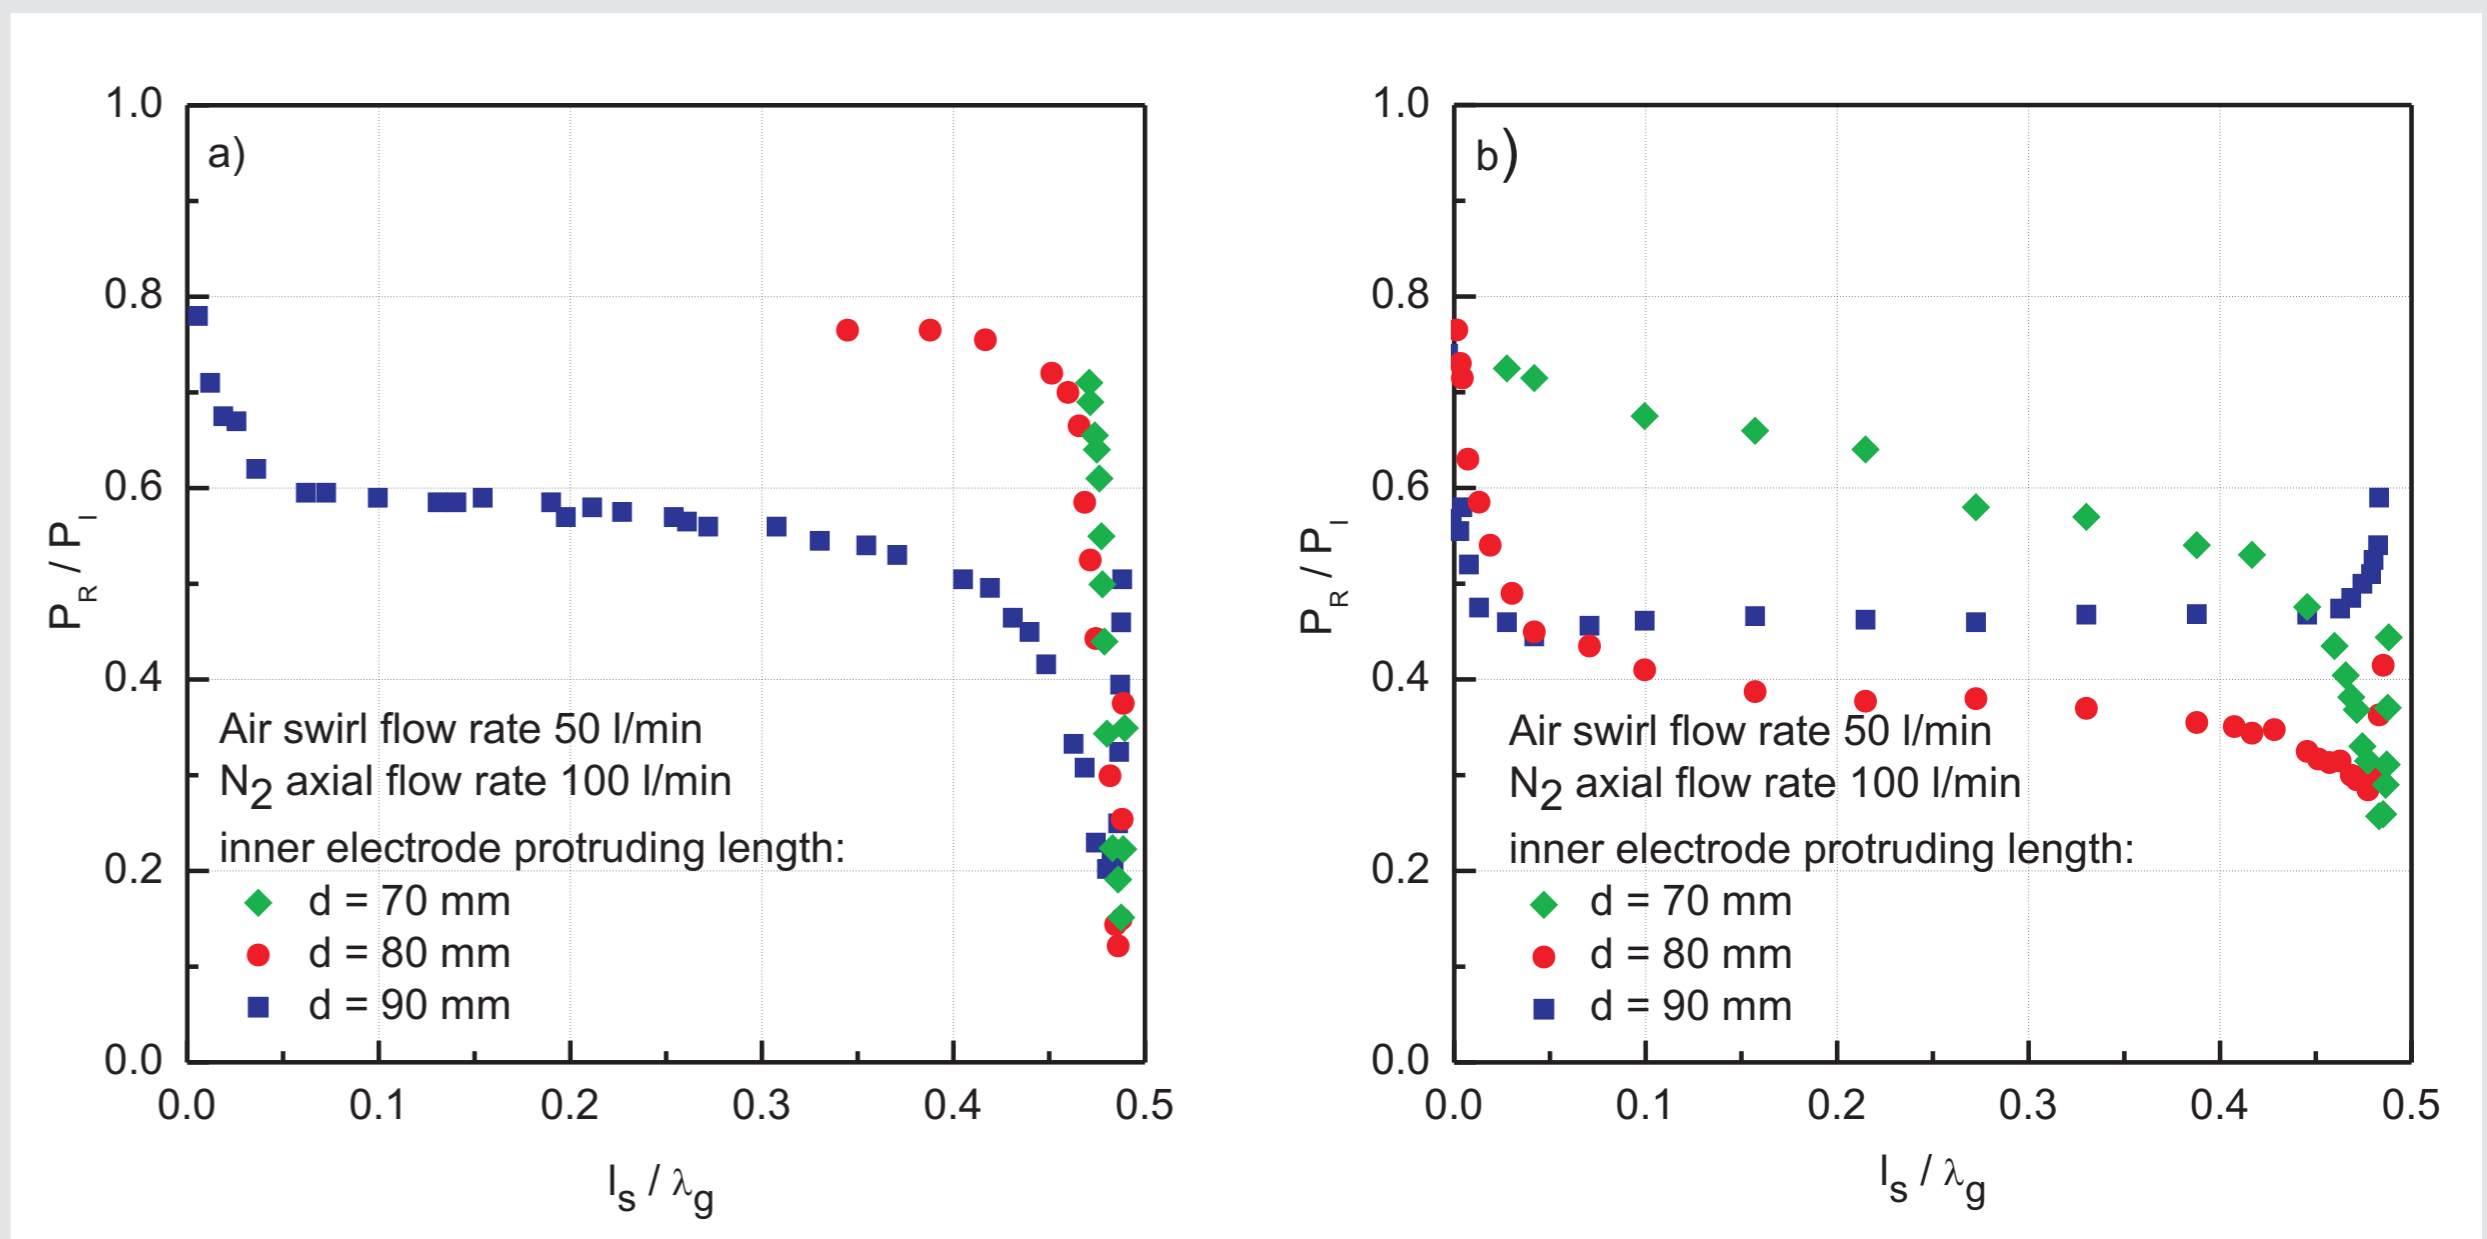 a)
1.0
0.8
0.6
0.4
0.2
0.0
P_R / P_I
Air swirl flow rate 50 l/min
N₂ axial flow rate 100 l/min
inner electrode protruding length:
d = 70 mm
d = 80 mm
d = 90 mm
0.0 0.1 0.2 0.3 0.4 0.5
l_s / λ_g
b)
1.0
0.8
0.6
0.4
0.2
0.0
P_R / P_I
Air swirl flow rate 50 l/min
N₂ axial flow rate 100 l/min
inner electrode protruding length:
d = 70 mm
d = 80 mm
d = 90 mm
0.0 0.1 0.2 0.3 0.4 0.5
l_s / λ_g